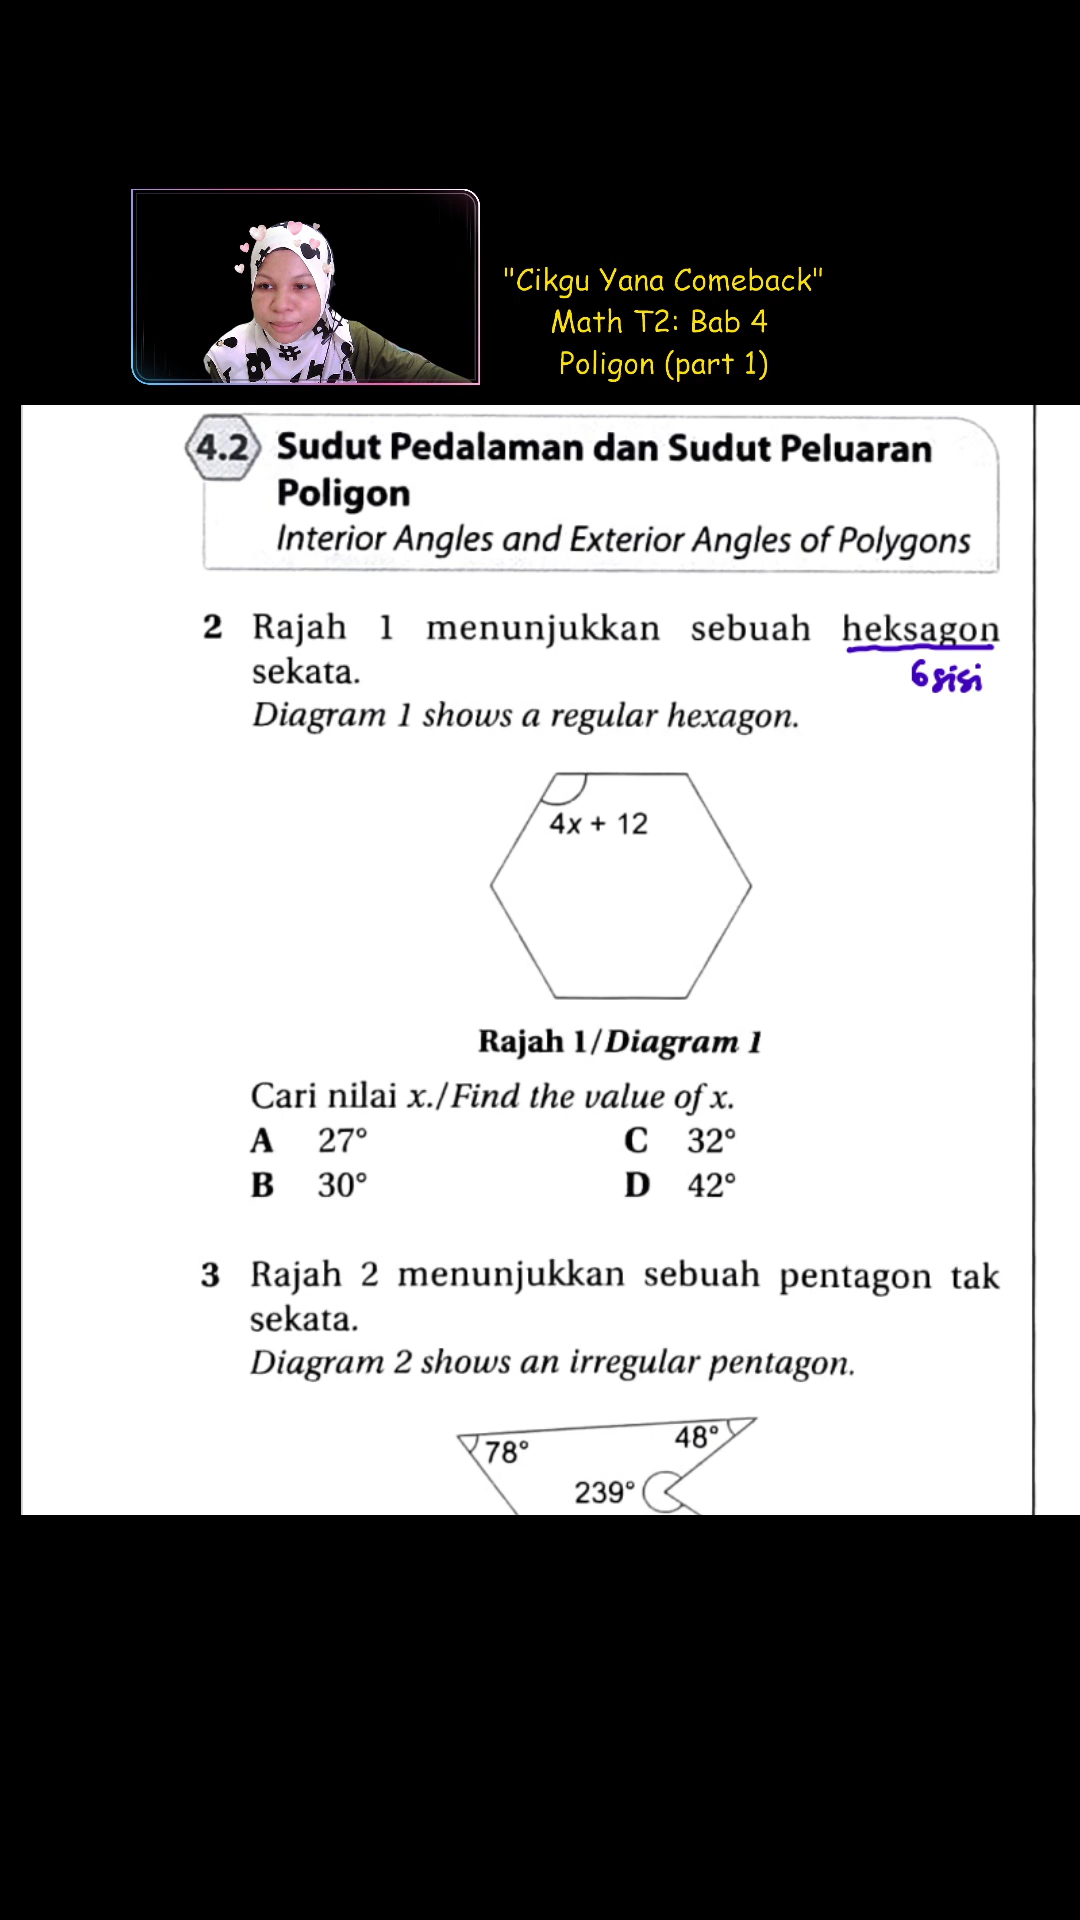 "Cikgu Yana Comeback"
Math T2: Bab 4
Poligon (part 1)
4.2 Sudut Pedalaman dan Sudut Peluaran
Poligon
Interior Angles and Exterior Angles of Polygons
2 Rajah 1 menunjukkan sebuah heksagon
sekata.
6 sisi
Diagram 1 shows a regular hexagon.
4x + 12
Rajah 1/Diagram 1
Cari nilai x./Find the value of x.
A 27° C 32°
B 30° D 42°
3 Rajah 2 menunjukkan sebuah pentagon tak
sekata.
Diagram 2 shows an irregular pentagon.
78° 48°
239°